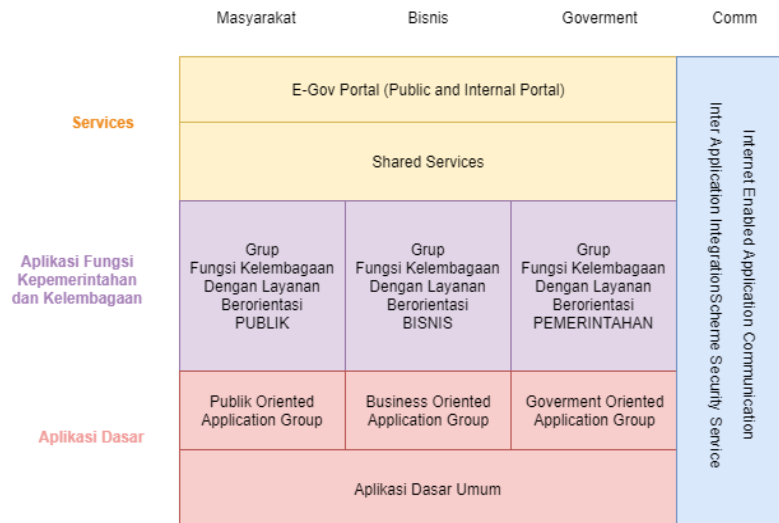 Masyarakat
Bisnis
Goverment
Comm
E-Gov Portal (Public and Internal Portal)
Services
Shared Services
Internet Enabled Application Communication
Inter Application IntegrationScheme Security Service
Aplikasi Fungsi
Kepemerintahan
dan Kelembagaan
Grup
Fungsi Kelembagaan
Dengan Layanan
Berorientasi
PUBLIK
Grup
Fungsi Kelembagaan
Dengan Layanan
Berorientasi
BISNIS
Grup
Fungsi Kelembagaan
Dengan Layanan
Berorientasi
PEMERINTAHAN
Aplikasi Dasar
Publik Oriented
Application Group
Business Oriented
Application Group
Goverment Oriented
Application Group
Aplikasi Dasar Umum